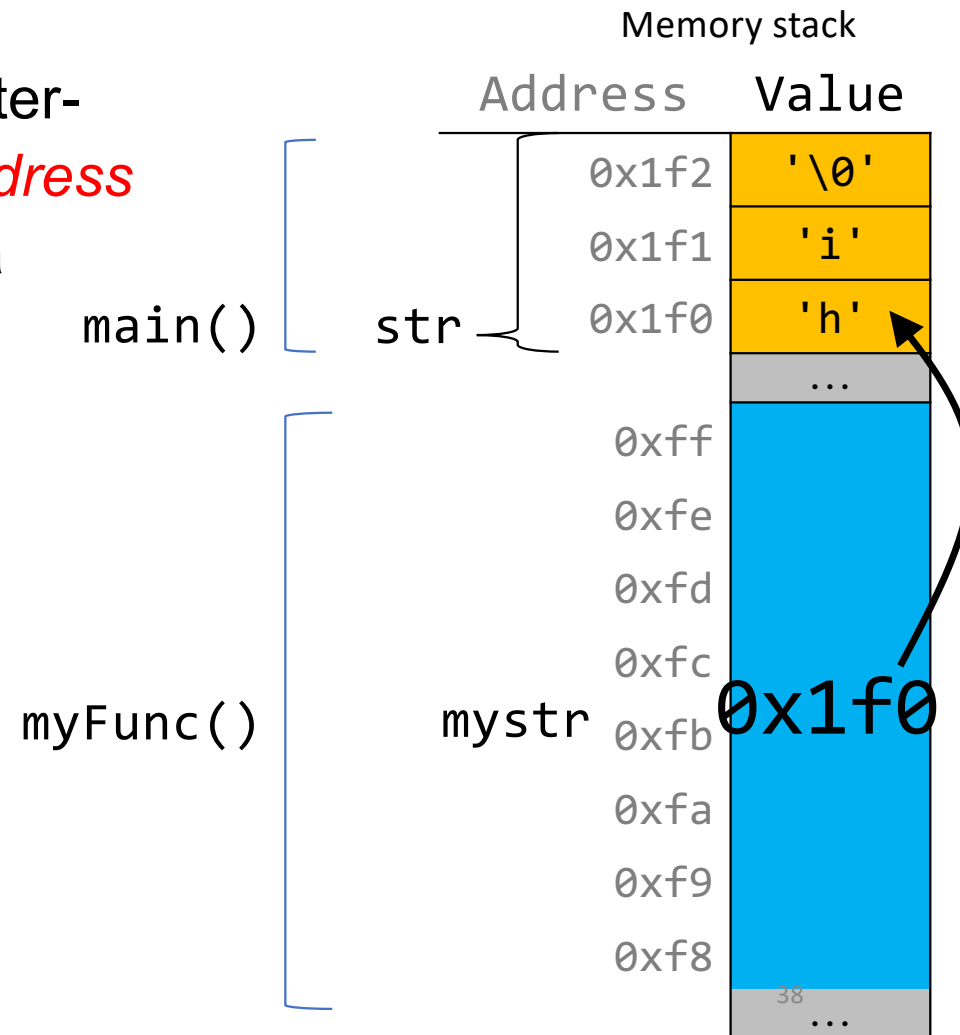 Memory stack
ter-
Address Value
dress
0x1f2 '\0'
0x1f1 'i'
main() str 0x1f0 'h'
...
0xff
0xfe
0xfd
0xfc
myFunc() mystr 0xfb 0x1f0
0xfa
0xf9
0xf8
38
...